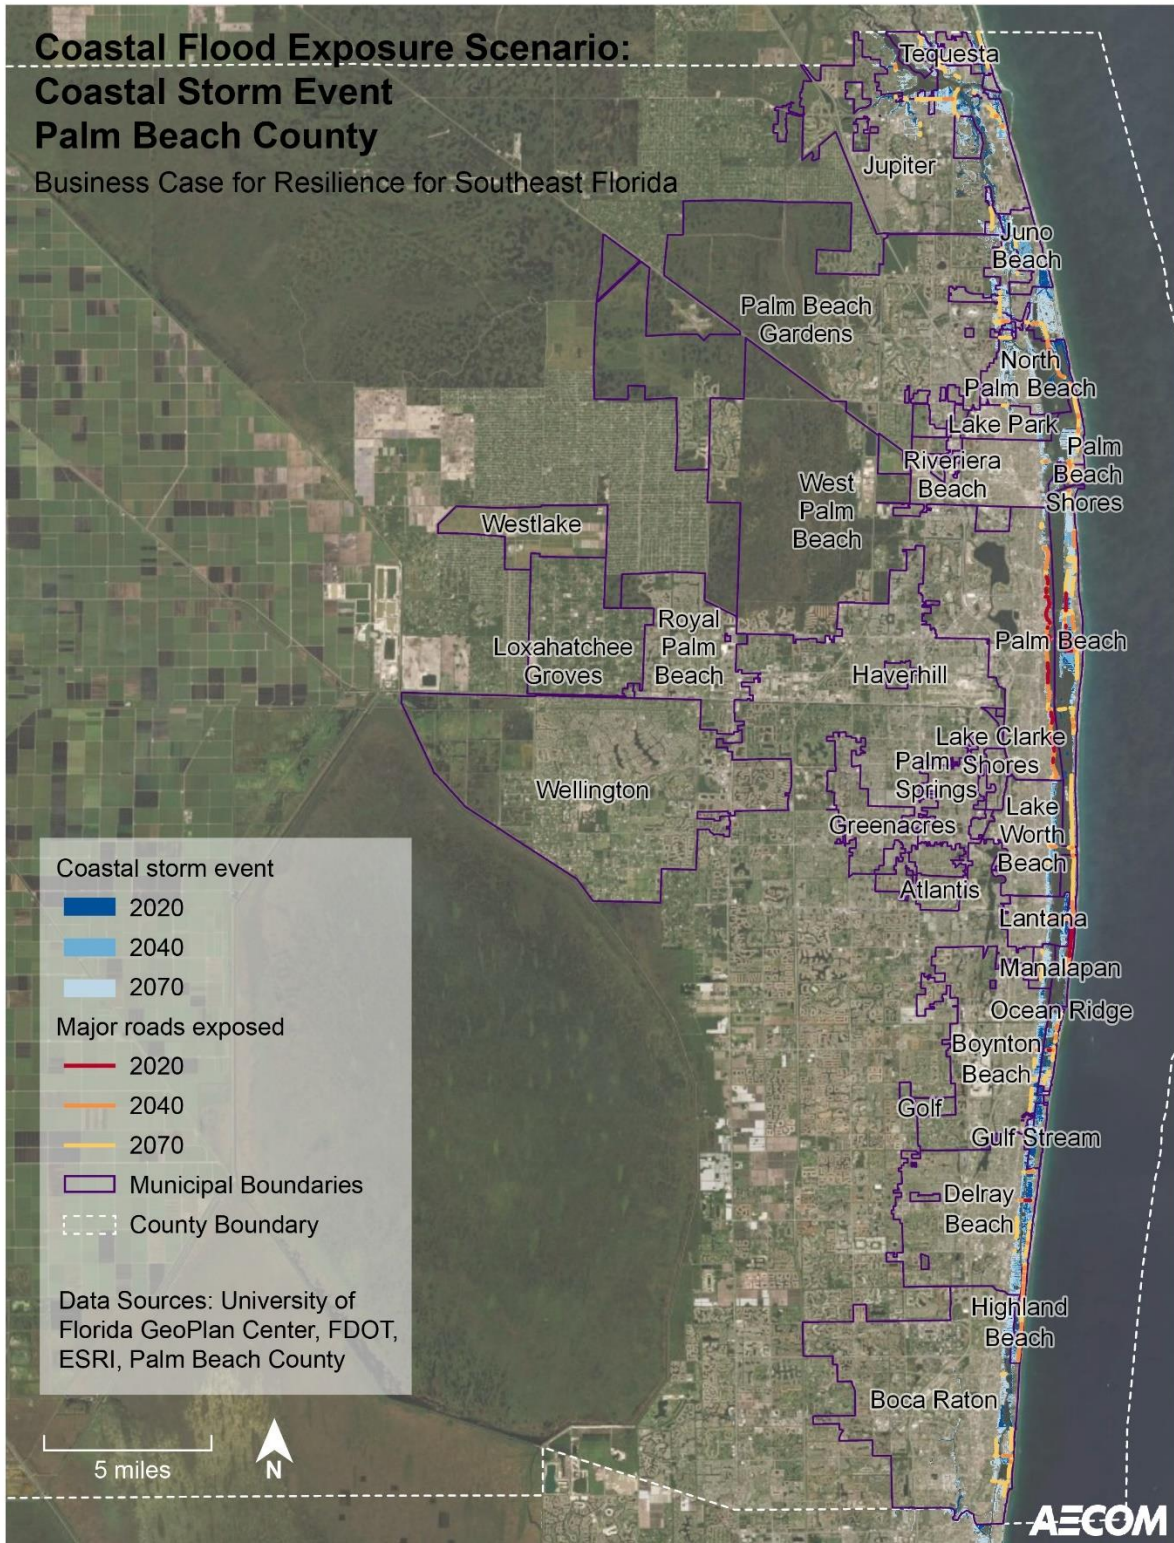 Coastal Flood Exposure Scenario:
Coastal Storm Event
Palm Beach County
Business Case for Resilience for Southeast Florida
Tequesta
Jupiter
Juno
Beach
Palm Beach
Gardens
North
Palm Beach
Lake Park
Palm
Beach
Shores
Riveriera
Beach
West
Palm
Beach
Westlake
Loxahatchee
Groves
Royal
Palm
Beach
Palm Beach
Haverhill
Lake Clarke
Shores
Palm
Springs
Wellington
Lake
Worth
Beach
Greenacres
Atlantis
Lantana
Manalapan
Ocean Ridge
Boynton
Beach
Golf
Gulf Stream
Delray
Beach
Highland
Beach
Boca Raton
Coastal storm event
2020
2040
2070
Major roads exposed
2020
2040
2070
Municipal Boundaries
County Boundary
Data Sources: University of
Florida GeoPlan Center, FDOT,
ESRI, Palm Beach County
5 miles
N
AECOM